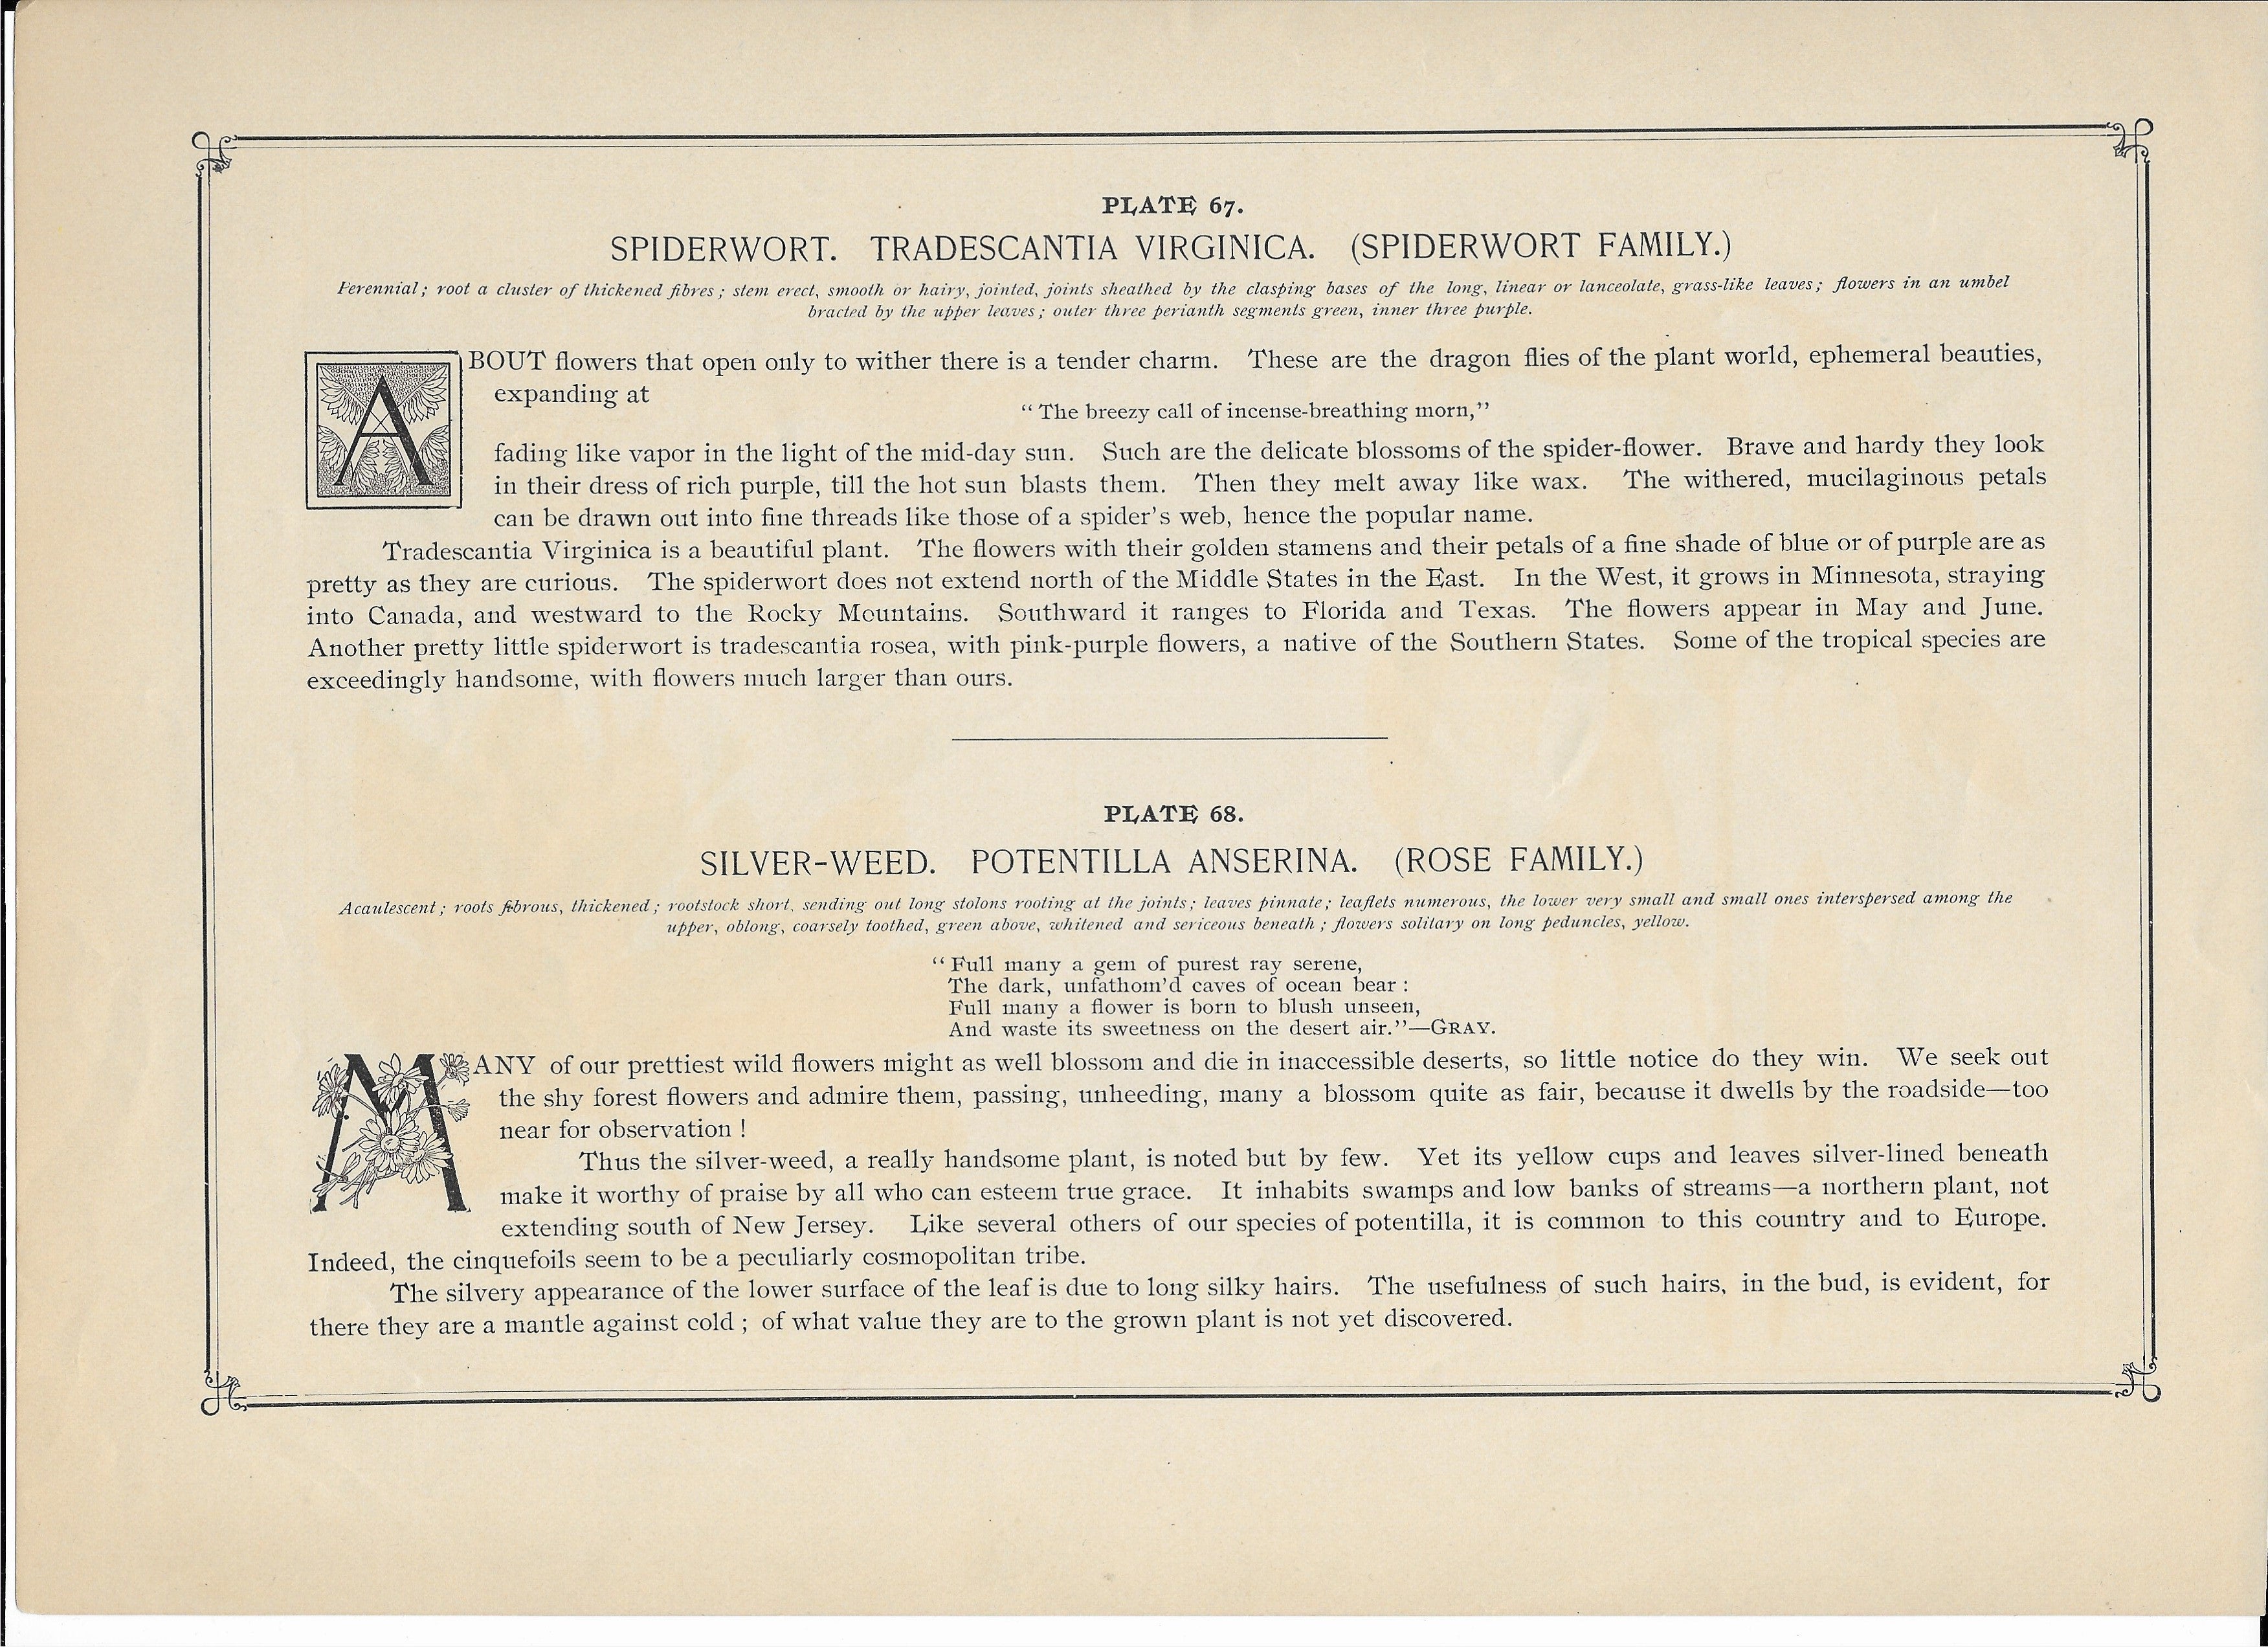 PLATE 67.
SPIDERWORT. TRADESCANTIA VIRGINICA. (SPIDERWORT FAMILY.)
Perennial; root a cluster of thickened fibres; stem erect, smooth or hairy, jointed, joints sheathed by the clasping bases of the long, linear or lanceolate, grass-like leaves; flowers in an umbel
bracted by the upper leaves; outer three perianth segments green, inner three purple.
ABOUT flowers that open only to wither there is a tender charm. These are the dragon flies of the plant world, ephemeral beauties,
expanding at
"The breezy call of incense-breathing morn,"
fading like vapor in the light of the mid-day sun. Such are the delicate blossoms of the spider-flower. Brave and hardy they look
in their dress of rich purple, till the hot sun blasts them. Then they melt away like wax. The withered, mucilaginous petals
can be drawn out into fine threads like those of a spider's web, hence the popular name.
Tradescantia Virginica is a beautiful plant. The flowers with their golden stamens and their petals of a fine shade of blue or of purple are as
pretty as they are curious. The spiderwort does not extend north of the Middle States in the East. In the West, it grows in Minnesota, straying
into Canada, and westward to the Rocky Mountains. Southward it ranges to Florida and Texas. The flowers appear in May and June.
Another pretty little spiderwort is tradescantia rosea, with pink-purple flowers, a native of the Southern States. Some of the tropical species are
exceedingly handsome, with flowers much larger than ours.
PLATE 68.
SILVER-WEED. POTENTILLA ANSERINA. (ROSE FAMILY.)
Acaulescent; roots fibrous, thickened; rootstock short, sending out long stolons rooting at the joints; leaves pinnate; leaflets numerous, the lower very small and small ones interspersed among the
upper, oblong, coarsely toothed, green above, whitened and sericeous beneath; flowers solitary on long peduncles, yellow.
"Full many a gem of purest ray serene,
The dark, unfathom'd caves of ocean bear:
Full many a flower is born to blush unseen,
And waste its sweetness on the desert air."—GRAY.
MANY of our prettiest wild flowers might as well blossom and die in inaccessible deserts, so little notice do they win. We seek out
the shy forest flowers and admire them, passing, unheeding, many a blossom quite as fair, because it dwells by the roadside—too
near for observation!
Thus the silver-weed, a really handsome plant, is noted but by few. Yet its yellow cups and leaves silver-lined beneath
make it worthy of praise by all who can esteem true grace. It inhabits swamps and low banks of streams—a northern plant, not
extending south of New Jersey. Like several others of our species of potentilla, it is common to this country and to Europe.
Indeed, the cinquefoils seem to be a peculiarly cosmopolitan tribe.
The silvery appearance of the lower surface of the leaf is due to long silky hairs. The usefulness of such hairs, in the bud, is evident, for
there they are a mantle against cold; of what value they are to the grown plant is not yet discovered.